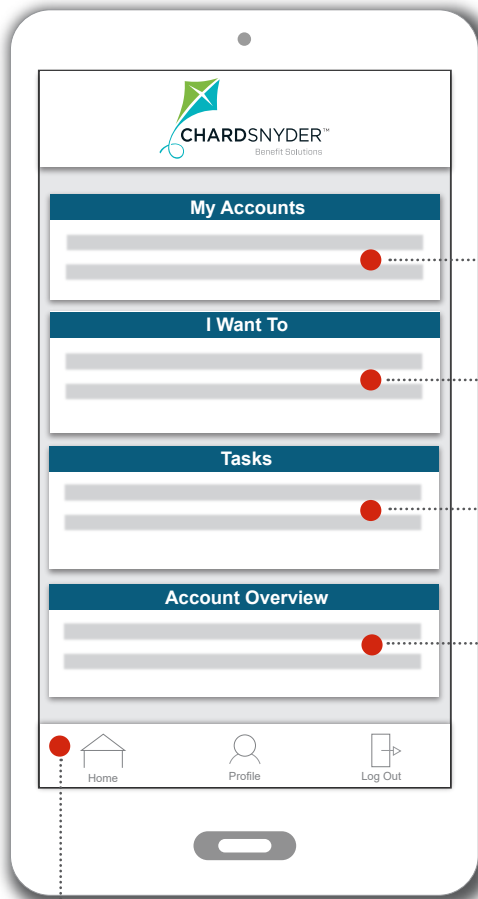 CHARDSNYDER™
Benefit Solutions
My Accounts
I Want To
Tasks
Account Overview
Home Profile Log Out